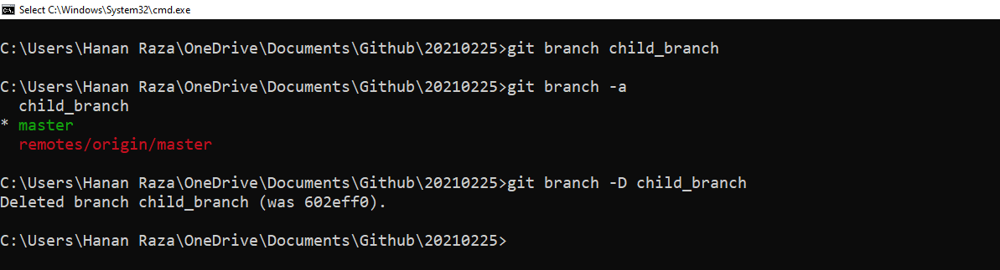 Select C:\Windows\System32\cmd.exe
C:\Users\Hanan Raza\OneDrive\Documents\Github\20210225>git branch child_branch
C:\Users\Hanan Raza\OneDrive\Documents\Github\20210225>git branch -a
child_branch
* master
remotes/origin/master
C:\Users\Hanan Raza\OneDrive\Documents\Github\20210225>git branch -D child_branch
Deleted branch child_branch (was 602eff0).
C:\Users\Hanan Raza\OneDrive\Documents\Github\20210225>